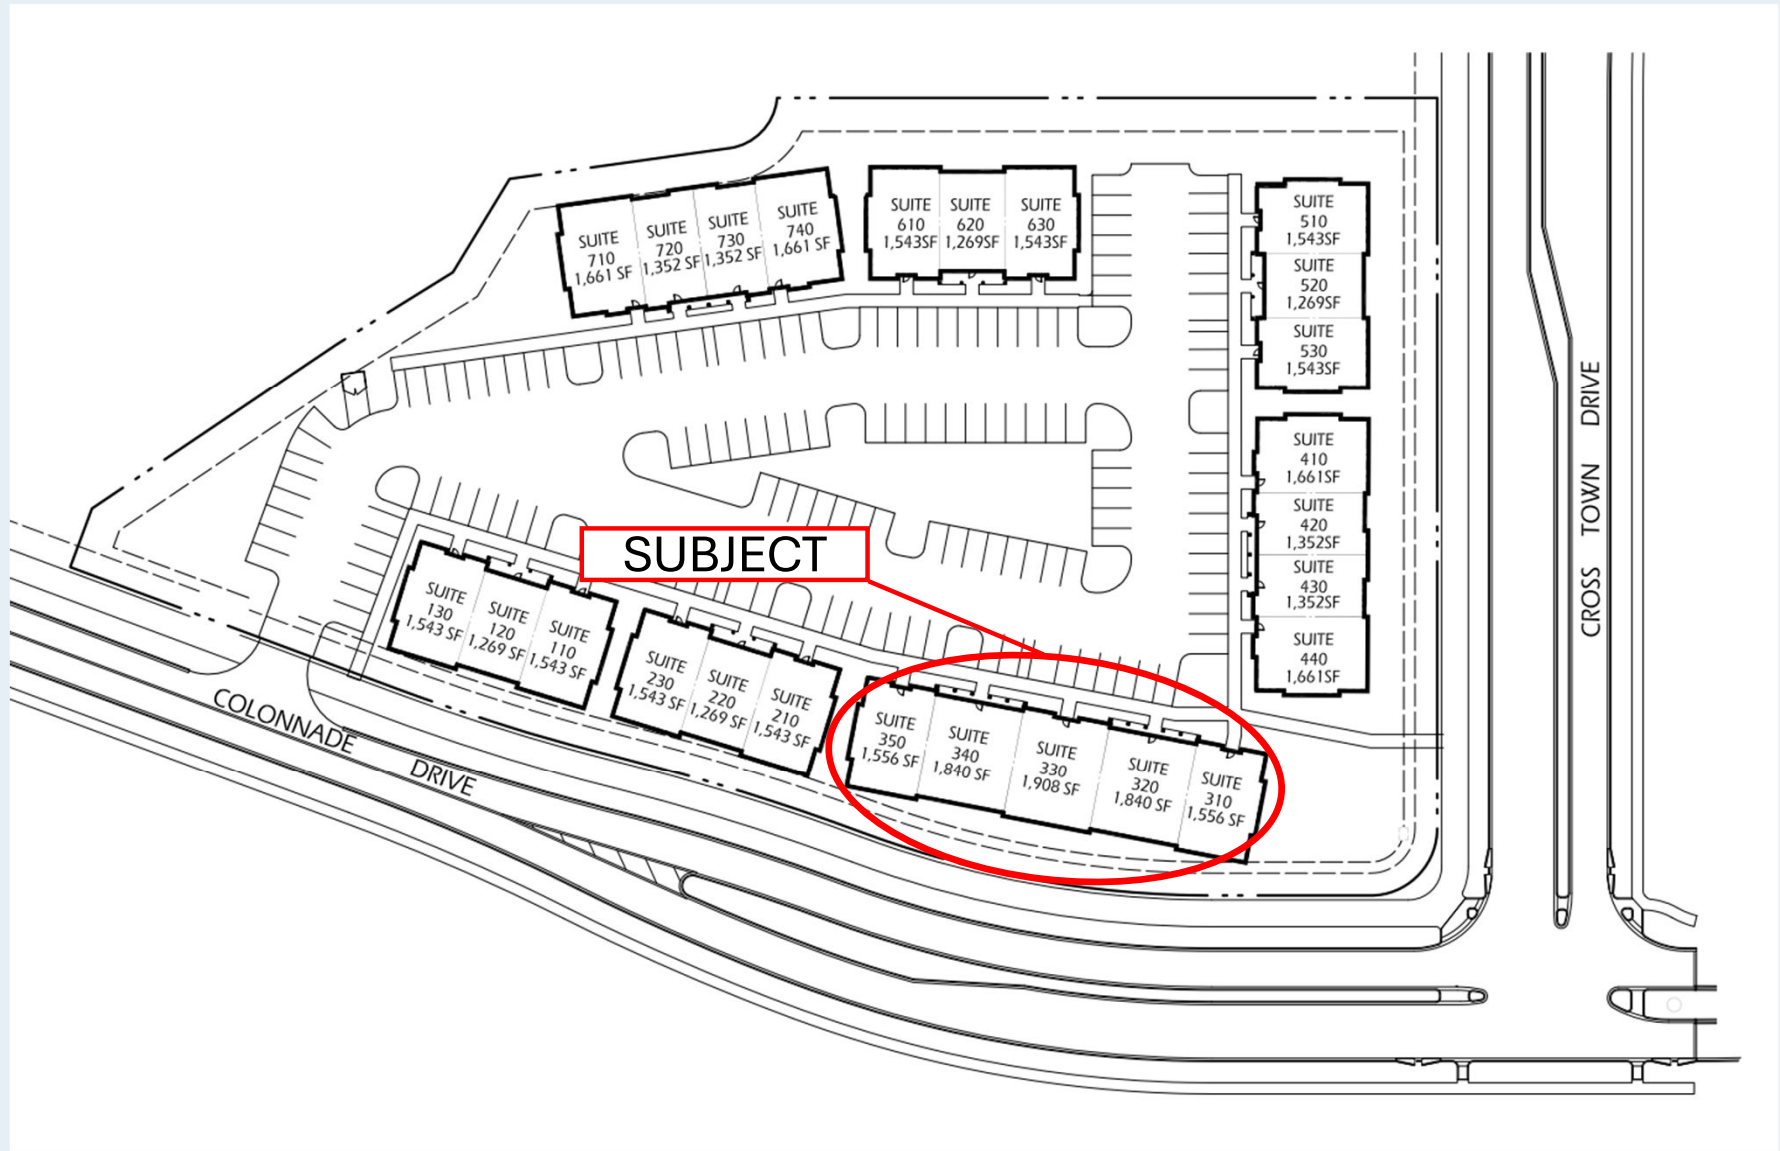 SUITE
710
1,661 SF
SUITE
720
1,352 SF
SUITE
730
1,352 SF
SUITE
740
1,661 SF
SUITE
610
1,543SF
SUITE
620
1,269SF
SUITE
630
1,543SF
SUITE
510
1,543SF
SUITE
520
1,269SF
SUITE
530
1,543SF
SUITE
410
1,661SF
SUITE
420
1,352SF
SUITE
430
1,352SF
SUITE
440
1,661SF
CROSS TOWN DRIVE
SUBJECT
SUITE
130
1,543 SF
SUITE
120
1,269 SF
SUITE
110
1,543 SF
SUITE
230
1,543 SF
SUITE
220
1,269 SF
SUITE
210
1,543 SF
SUITE
350
1,556 SF
SUITE
340
1,840 SF
SUITE
330
1,908 SF
SUITE
320
1,840 SF
SUITE
310
1,556 SF
COLONNADE DRIVE